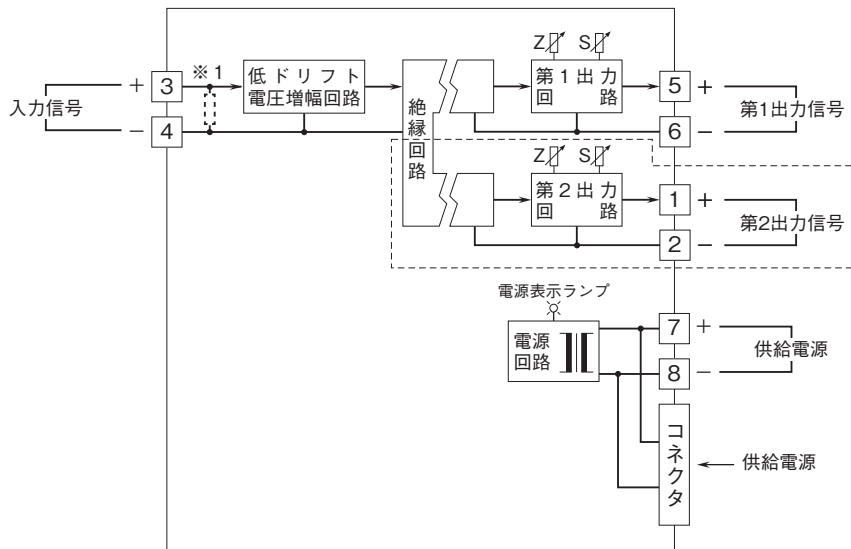 Z S
※1
低ドリフト
電圧増幅回路
第1出力
回 路
+ 3
入力信号
− 4
絶縁回路
5 +
第1出力信号
6 −
Z S
第2出力
回 路
1 +
第2出力信号
2 −
電源表示ランプ
電源
回路
7 +
供給電源
8 −
コネクタ
供給電源